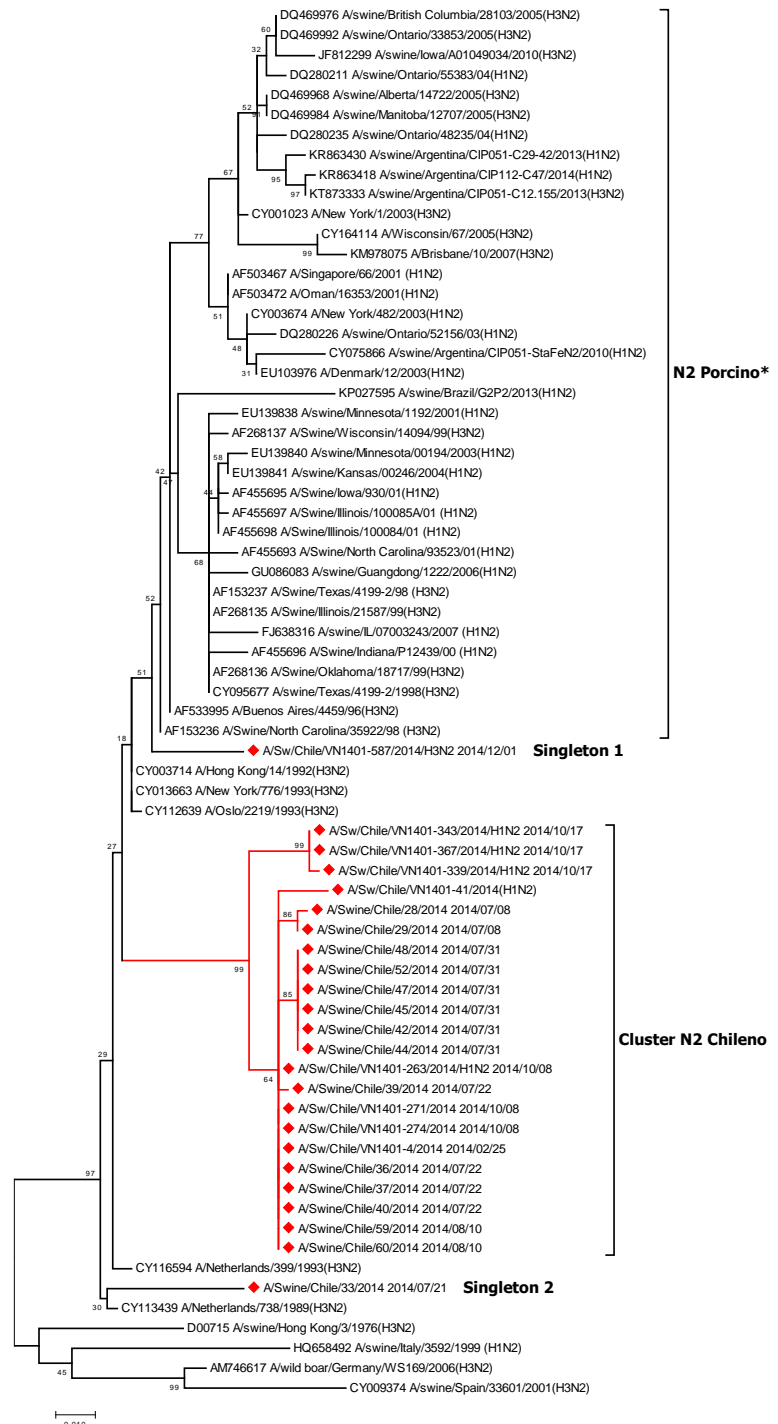 DQ469976 A/swine/British Columbia/28103/2005(H3N2)
60
DQ469992 A/swine/Ontario/33853/2005(H3N2)
32
JF812299 A/swine/Iowa/A01049034/2010(H3N2)
DQ280211 A/swine/Ontario/55383/04(H1N2)
DQ469968 A/swine/Alberta/14722/2005(H3N2)
52
DQ469984 A/swine/Manitoba/12707/2005(H3N2)
DQ280235 A/swine/Ontario/48235/04(H1N2)
KR863430 A/swine/Argentina/CIP051-C29-42/2013(H1N2)
67
95
KR863418 A/swine/Argentina/CIP112-C47/2014(H1N2)
97
KT873333 A/swine/Argentina/CIP051-C12.155/2013(H3N2)
CY001023 A/New York/1/2003(H3N2)
77
CY164114 A/Wisconsin/67/2005(H3N2)
99
KM978075 A/Brisbane/10/2007(H3N2)
AF503467 A/Singapore/66/2001 (H1N2)
AF503472 A/Oman/16353/2001(H1N2)
51
CY003674 A/New York/482/2003(H1N2)
DQ280226 A/swine/Ontario/52156/03(H1N2)
48
CY075866 A/swine/Argentina/CIP051-StaFeN2/2010(H1N2)
31
EU103976 A/Denmark/12/2003(H1N2)
N2 Porcino*
KP027595 A/swine/Brazil/G2P2/2013(H1N2)
EU139838 A/swine/Minnesota/1192/2001(H1N2)
AF268137 A/Swine/Wisconsin/14094/99(H3N2)
EU139840 A/swine/Minnesota/00194/2003(H1N2)
58
42
47
EU139841 A/swine/Kansas/00246/2004(H1N2)
44
AF455695 A/Swine/Iowa/930/01(H1N2)
AF455697 A/Swine/Illinois/100085A/01 (H1N2)
AF455698 A/Swine/Illinois/100084/01 (H1N2)
AF455693 A/Swine/North Carolina/93523/01(H1N2)
68
GU086083 A/swine/Guangdong/1222/2006(H1N2)
AF153237 A/Swine/Texas/4199-2/98 (H3N2)
52
AF268135 A/Swine/Illinois/21587/99(H3N2)
FJ638316 A/swine/IL/07003243/2007 (H1N2)
AF455696 A/Swine/Indiana/P12439/00 (H1N2)
51
AF268136 A/Swine/Oklahoma/18717/99(H3N2)
CY095677 A/swine/Texas/4199-2/1998(H3N2)
AF533995 A/Buenos Aires/4459/96(H3N2)
AF153236 A/Swine/North Carolina/35922/98 (H3N2)
18
A/Sw/Chile/VN1401-587/2014/H3N2 2014/12/01
Singleton 1
CY003714 A/Hong Kong/14/1992(H3N2)
CY013663 A/New York/776/1993(H3N2)
CY112639 A/Oslo/2219/1993(H3N2)
A/Sw/Chile/VN1401-343/2014/H1N2 2014/10/17
99
27
A/Sw/Chile/VN1401-367/2014/H1N2 2014/10/17
A/Sw/Chile/VN1401-339/2014/H1N2 2014/10/17
A/Sw/Chile/VN1401-41/2014(H1N2)
A/Swine/Chile/28/2014 2014/07/08
86
A/Swine/Chile/29/2014 2014/07/08
A/Swine/Chile/48/2014 2014/07/31
99
A/Swine/Chile/52/2014 2014/07/31
A/Swine/Chile/47/2014 2014/07/31
85
A/Swine/Chile/45/2014 2014/07/31
A/Swine/Chile/42/2014 2014/07/31
Cluster N2 Chileno
A/Swine/Chile/44/2014 2014/07/31
29
A/Sw/Chile/VN1401-263/2014/H1N2 2014/10/08
64
A/Swine/Chile/39/2014 2014/07/22
A/Sw/Chile/VN1401-271/2014 2014/10/08
A/Sw/Chile/VN1401-274/2014 2014/10/08
A/Sw/Chile/VN1401-4/2014 2014/02/25
97
A/Swine/Chile/36/2014 2014/07/22
A/Swine/Chile/37/2014 2014/07/22
A/Swine/Chile/40/2014 2014/07/22
A/Swine/Chile/59/2014 2014/08/10
A/Swine/Chile/60/2014 2014/08/10
CY116594 A/Netherlands/399/1993(H3N2)
A/Swine/Chile/33/2014 2014/07/21
Singleton 2
30
CY113439 A/Netherlands/738/1989(H3N2)
D00715 A/swine/Hong Kong/3/1976(H3N2)
HQ658492 A/swine/Italy/3592/1999 (H1N2)
45
AM746617 A/wild boar/Germany/WS169/2006(H3N2)
99
CY009374 A/swine/Spain/33601/2001(H3N2)